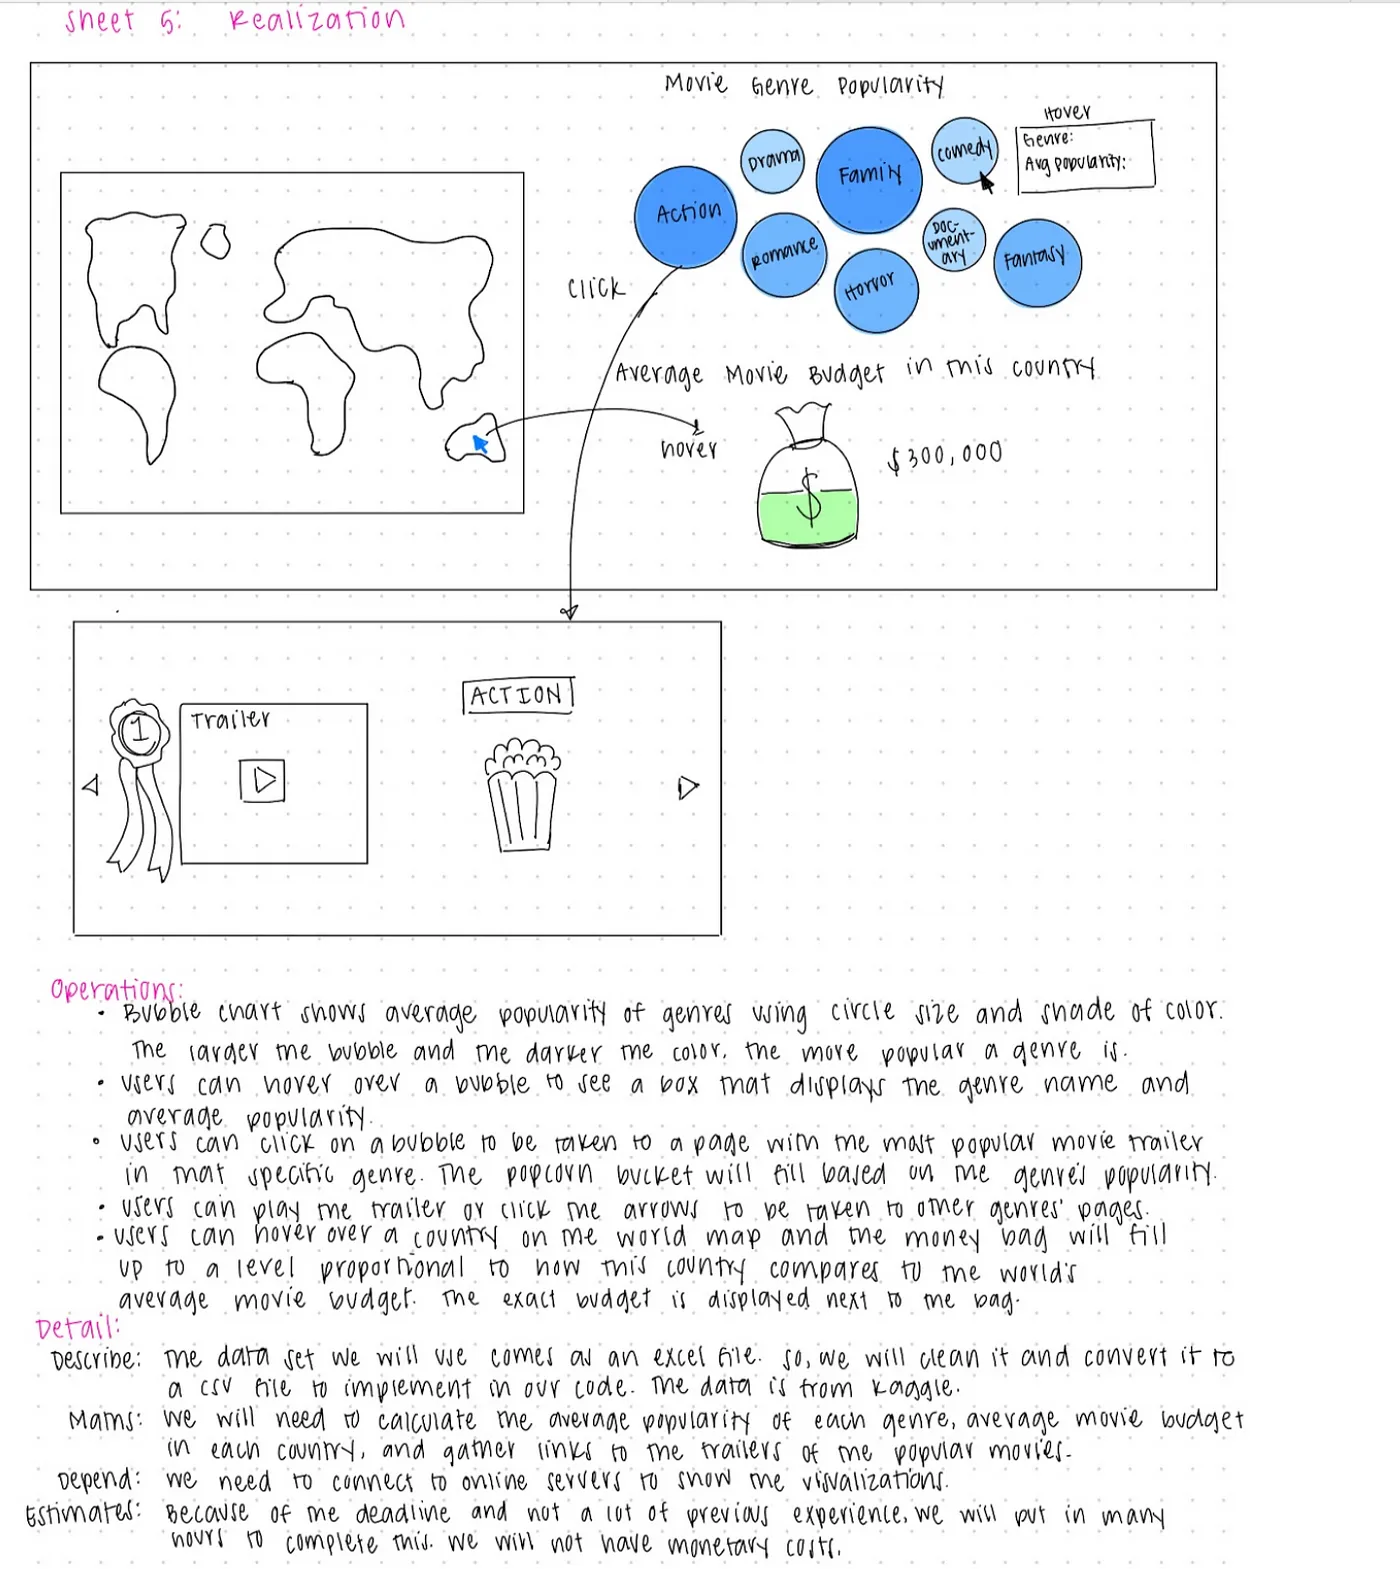 Sheet 5: Realization
Movie Genre Popularity
Hover
Genre:
Avg popularity:
Drama
Family
comedy
Action
Romance
Doc-
ument-
ary
Fantasy
Horror
click
Average Movie Budget in this country
hover
$
$300,000
ACTION
1
Trailer
Operations:
• Bubble chart shows average popularity of genres using circle size and shade of color.
The larger the bubble and the darker the color, the more popular a genre is.
• users can hover over a bubble to see a box that displays the genre name and
average popularity.
• users can click on a bubble to be taken to a page with the most popular movie trailer
in that specific genre. The popcorn bucket will fill based on the genre's popularity.
• users can play the trailer or click the arrows to be taken to other genres' pages.
• users can hover over a country on the world map and the money bag will fill
up to a level proportional to how this country compares to the world's
average movie budget. The exact budget is displayed next to the bag.
Detail:
Describe: The data set we will use comes as an excel file. So, we will clean it and convert it to
a csv file to implement in our code. The data is from Kaggle.
Maths: we will need to calculate the average popularity of each genre, average movie budget
in each country, and gather links to the trailers of the popular movies.
Depend: we need to connect to online servers to show the visualizations.
Estimates: Because of the deadline and not a lot of previous experience, we will put in many
hours to complete this. we will not have monetary costs.